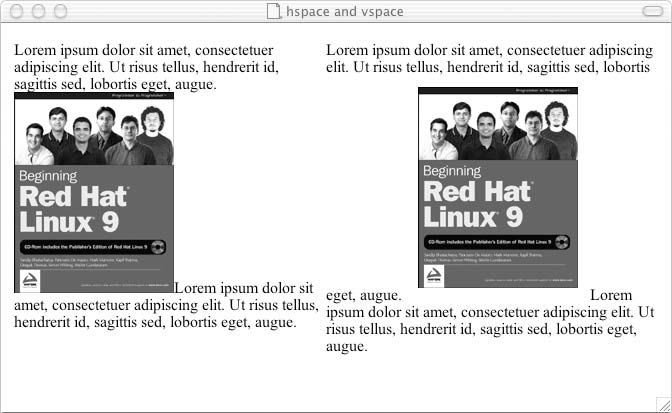 hspace and vspace
Lorem ipsum dolor sit amet, consectetuer
adipiscing elit. Ut risus tellus, hendrerit id,
sagittis sed, lobortis eget, augue.
Programmer to Programmer™
Beginning
Red Hat®
Linux® 9
CD-Rom includes the Publisher's Edition of Red Hat Linux 9
Lorem ipsum dolor sit
amet, consectetuer adipiscing elit. Ut risus tellus,
hendrerit id, sagittis sed, lobortis eget, augue.
Lorem ipsum dolor sit amet, consectetuer adipiscing
elit. Ut risus tellus, hendrerit id, sagittis sed, lobortis
Programmer to Programmer™
Beginning
Red Hat®
Linux® 9
CD-Rom includes the Publisher's Edition of Red Hat Linux 9
eget, augue. Lorem
ipsum dolor sit amet, consectetuer adipiscing elit. Ut
risus tellus, hendrerit id, sagittis sed, lobortis eget,
augue.